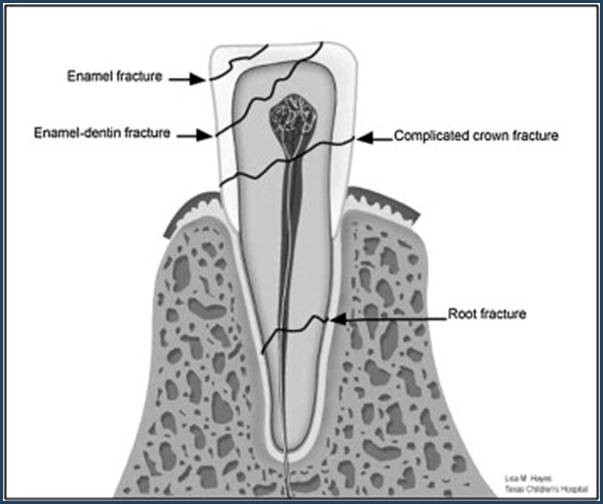 Enamel fracture
Enamel-dentin fracture
Complicated crown fracture
Root fracture
Lisa M. Hayes
Texas Children's Hospital